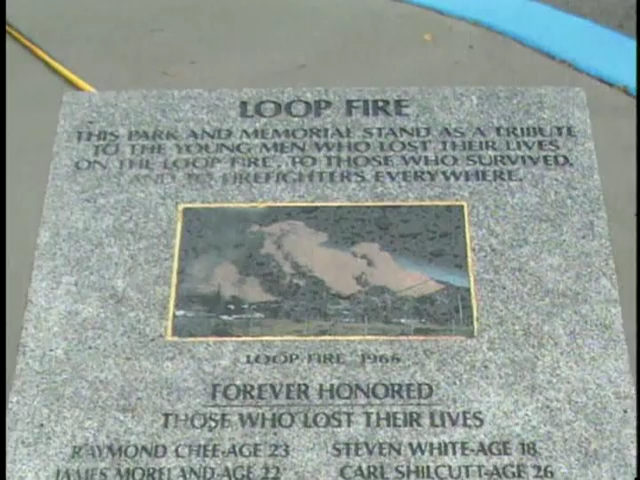 LOOP FIRE
THIS PARK AND MEMORIAL STAND AS A TRIBUTE
TO THE YOUNG MEN WHO LOST THEIR LIVES
ON THE LOOP FIRE, TO THOSE WHO SURVIVED,
AND TO FIREFIGHTERS EVERYWHERE.
LOOP FIRE 1966
FOREVER HONORED
THOSE WHO LOST THEIR LIVES
RAYMOND CHEE-AGE 23 STEVEN WHITE-AGE 18
JAMES MORELAND-AGE 22 CARL SHILCUTT-AGE 26